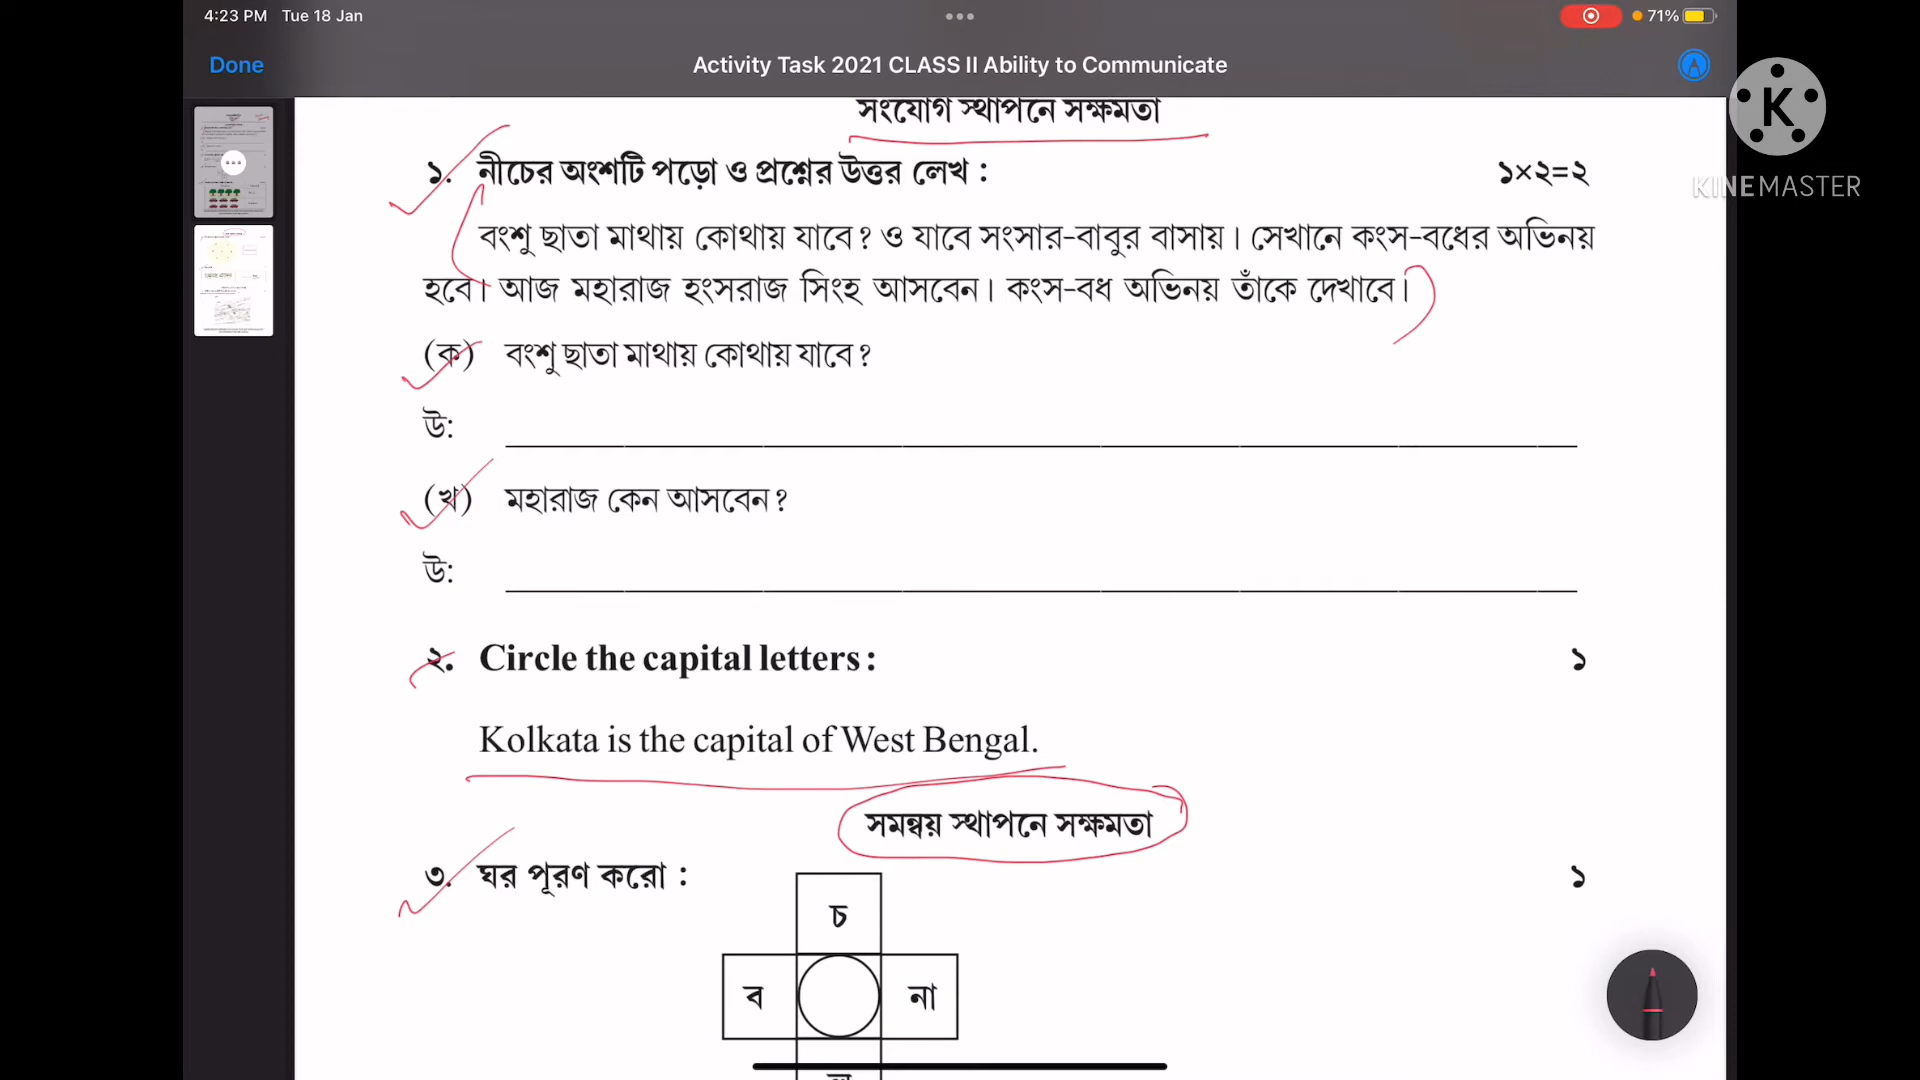 4:23 PM Tue 18 Jan
71%
Done
Activity Task 2021 CLASS II Ability to Communicate
K
KINEMASTER
সংযোগ স্থাপনে সক্ষমতা
১. নীচের অংশটি পড়ো ও প্রশ্নের উত্তর লেখ : ১×২=২
বংশু ছাতা মাথায় কোথায় যাবে? ও যাবে সংসার-বাবুর বাসায়। সেখানে কংস-বধের অভিনয়
হবে। আজ মহারাজ হংসরাজ সিংহ আসবেন। কংস-বধ অভিনয় তাঁকে দেখাবে।
(ক) বংশু ছাতা মাথায় কোথায় যাবে?
উ:
(খ) মহারাজ কেন আসবেন?
উ:
২. Circle the capital letters: ১
Kolkata is the capital of West Bengal.
সমন্বয় স্থাপনে সক্ষমতা
৩. ঘর পূরণ করো : ১
চ
ব না